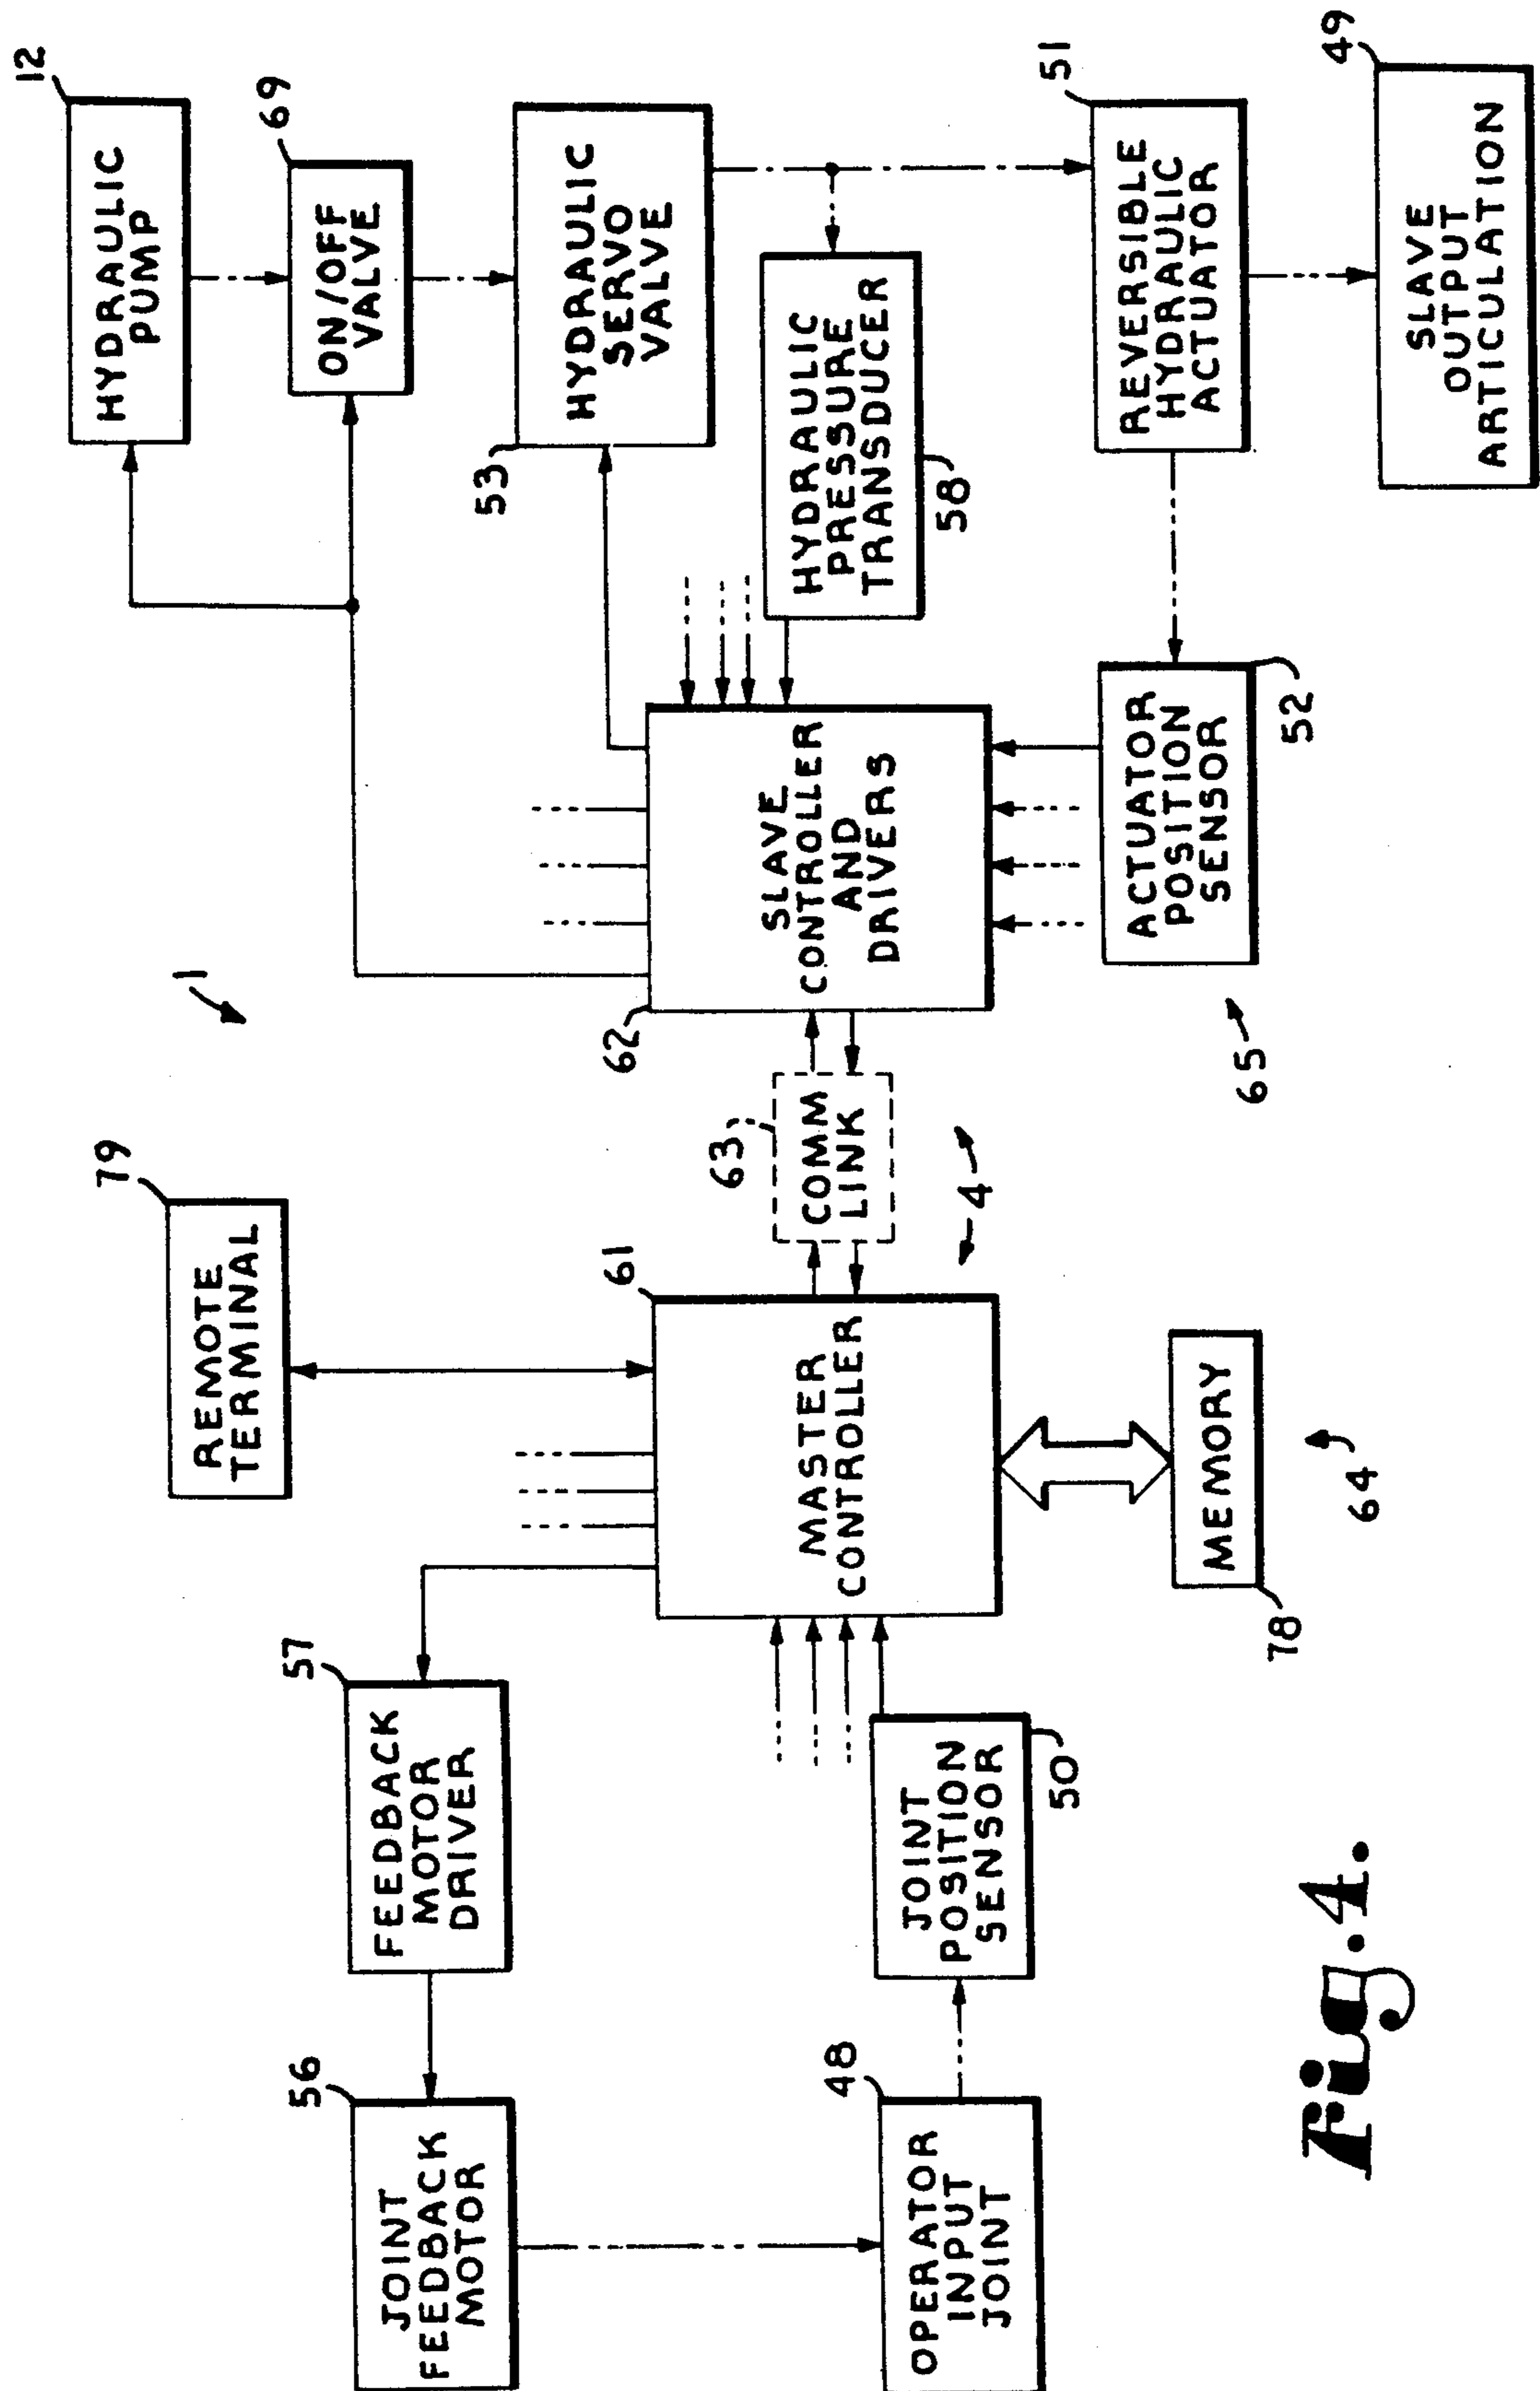 56
JOINT
FEEDBACK
MOTOR
57
FEEDBACK
MOTOR
DRIVER
79
REMOTE
TERMINAL
1
12
HYDRAULIC
PUMP
69
ON/OFF
VALVE
53
HYDRAULIC
SERVO
VALVE
48
OPERATOR
INPUT
JOINT
JOINT
POSITION
SENSOR
50
61
MASTER
CONTROLLER
63
COMM
LINK
4
62
SLAVE
CONTROLLER
AND
DRIVERS
HYDRAULIC
PRESSURE
TRANSDUCER
58
51
REVERSIBLE
HYDRAULIC
ACTUATOR
78
MEMORY
64
65
ACTUATOR
POSITION
SENSOR
52
49
SLAVE
OUTPUT
ARTICULATION
Fig.4.